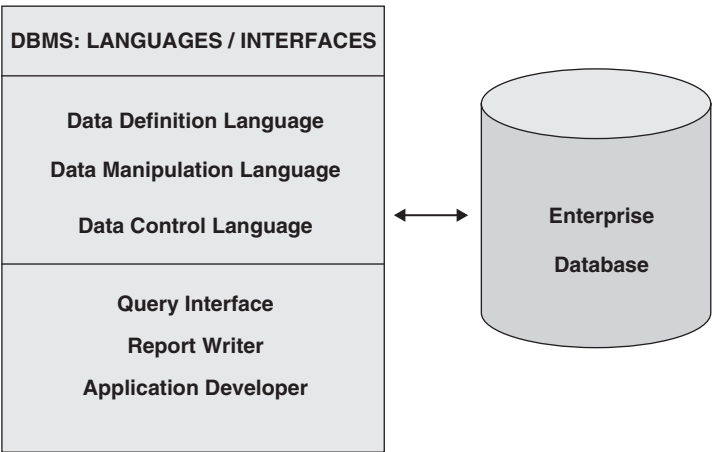 DBMS: LANGUAGES / INTERFACES
Data Definition Language
Data Manipulation Language
Data Control Language
Query Interface
Report Writer
Application Developer
Enterprise
Database